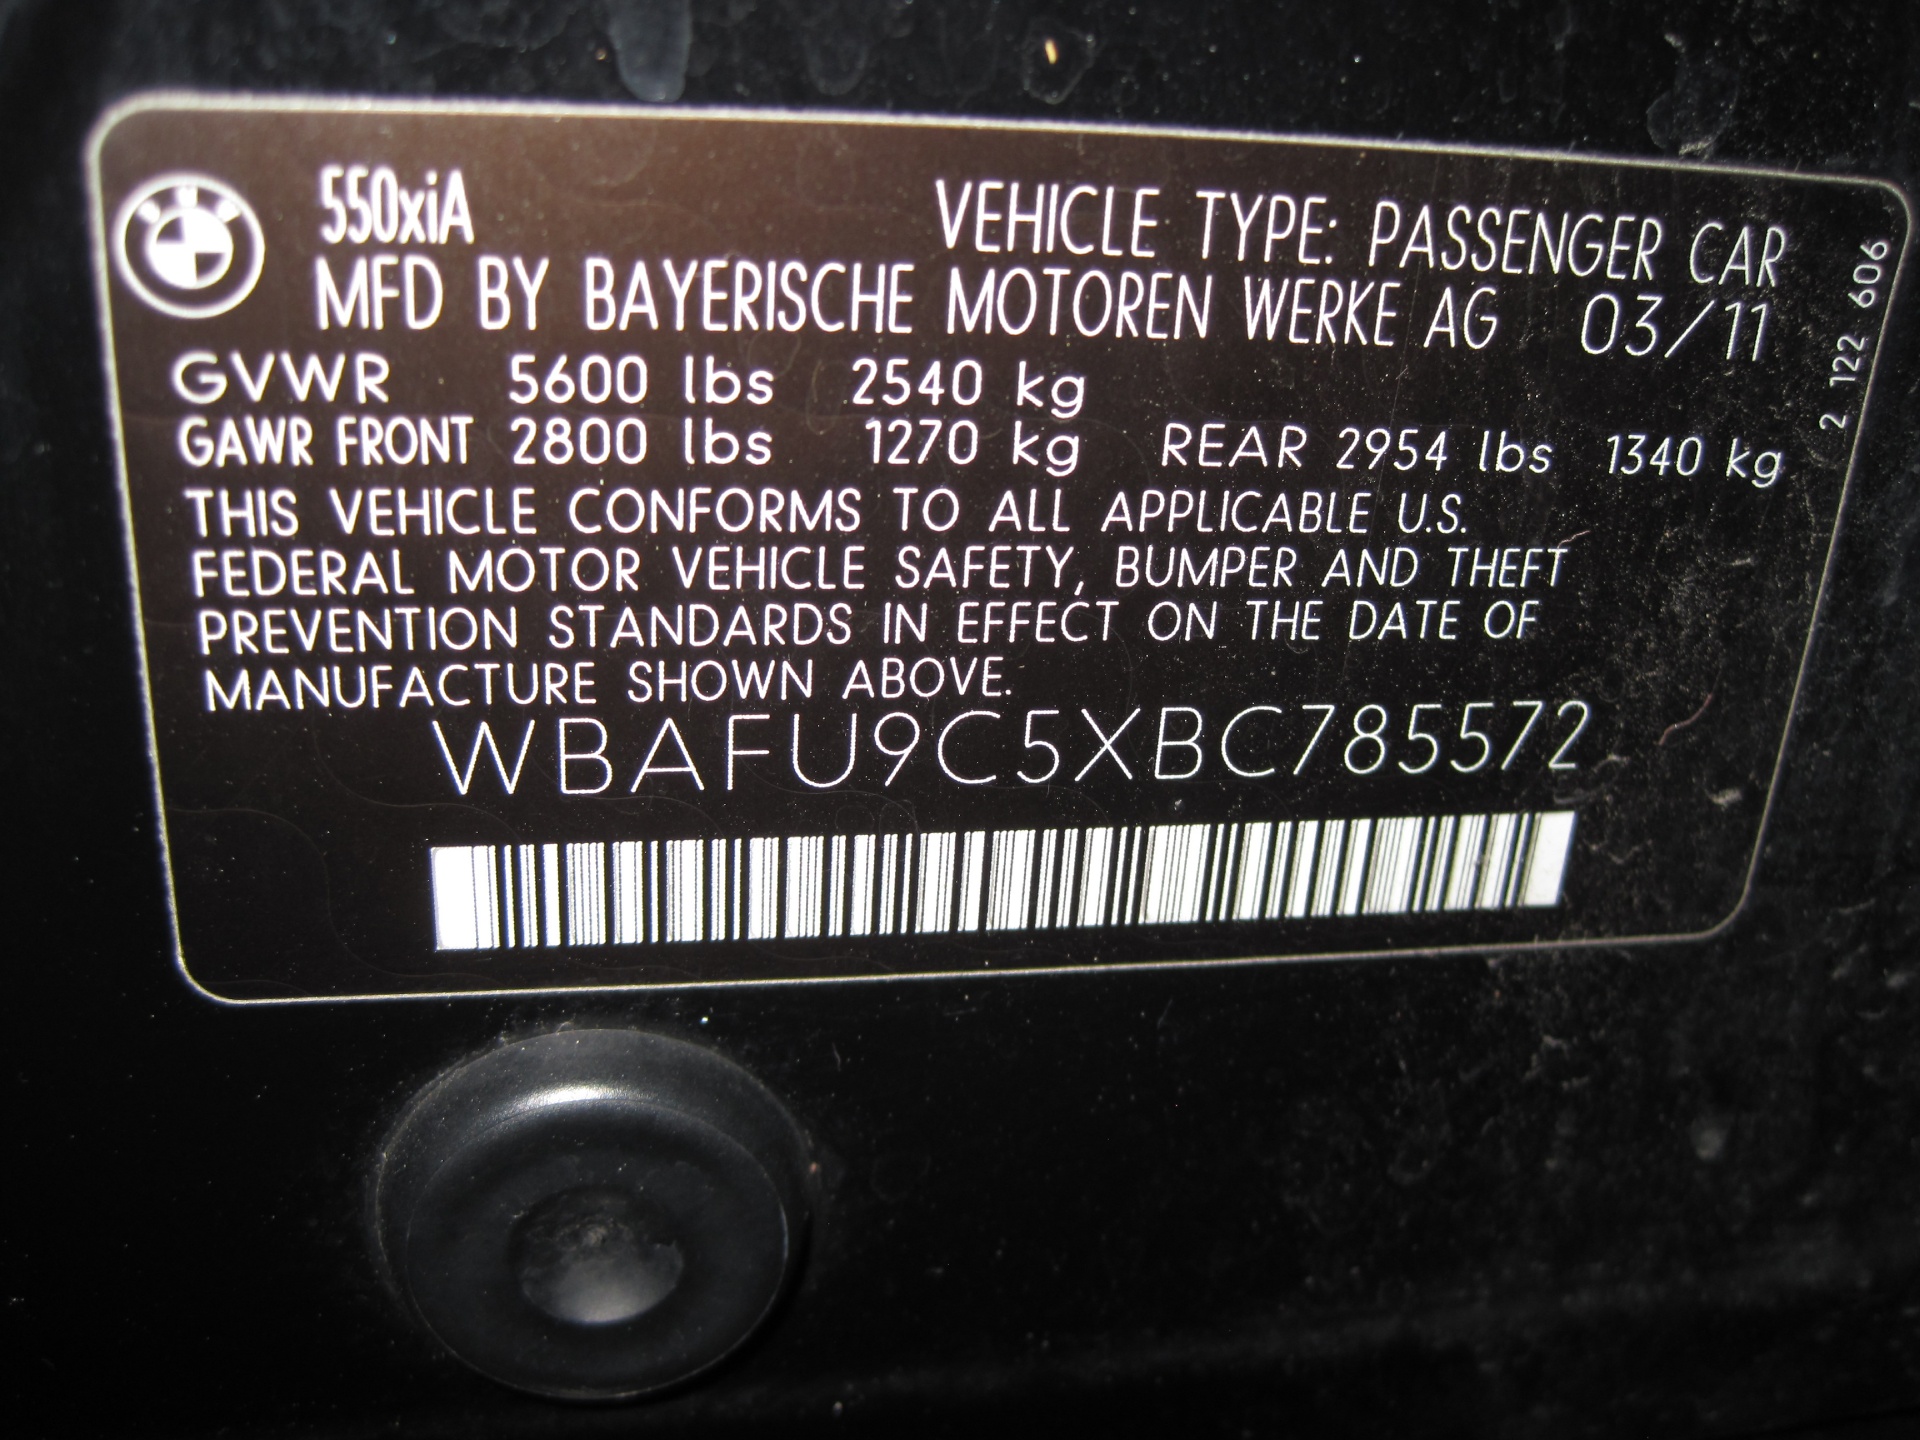 BMW
550xiA VEHICLE TYPE: PASSENGER CAR
MFD BY BAYERISCHE MOTOREN WERKE AG 03/11
GVWR 5600 lbs 2540 kg
GAWR FRONT 2800 lbs 1270 kg REAR 2954 lbs 1340 kg
THIS VEHICLE CONFORMS TO ALL APPLICABLE U.S.
FEDERAL MOTOR VEHICLE SAFETY, BUMPER AND THEFT
PREVENTION STANDARDS IN EFFECT ON THE DATE OF
MANUFACTURE SHOWN ABOVE.
WBAFU9C5XBC785572
2 122 606